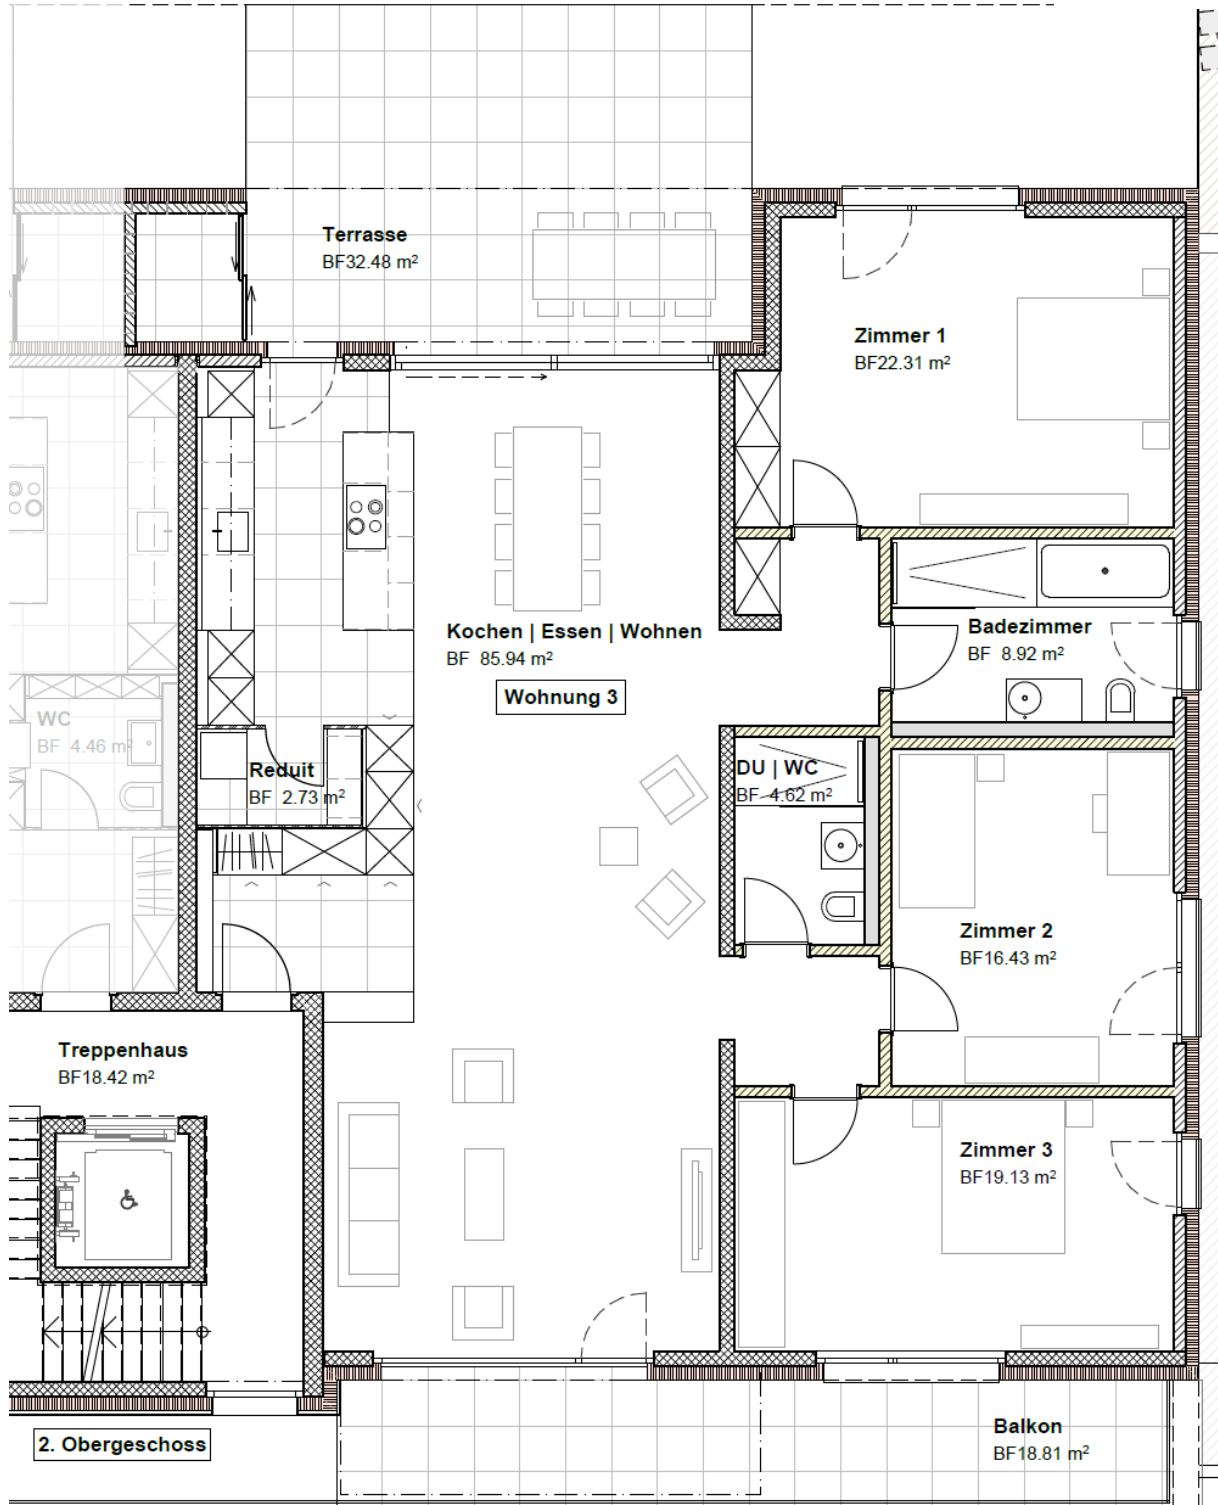 Terrasse
BF32.48 m²
Zimmer 1
BF22.31 m²
Kochen | Essen | Wohnen
BF 85.94 m²
Wohnung 3
Badezimmer
BF 8.92 m²
WC
BF 4.46 m²
Reduit
BF 2.73 m²
DU | WC
BF 4.62 m²
Zimmer 2
BF16.43 m²
Treppenhaus
BF18.42 m²
Zimmer 3
BF19.13 m²
2. Obergeschoss
Balkon
BF18.81 m²